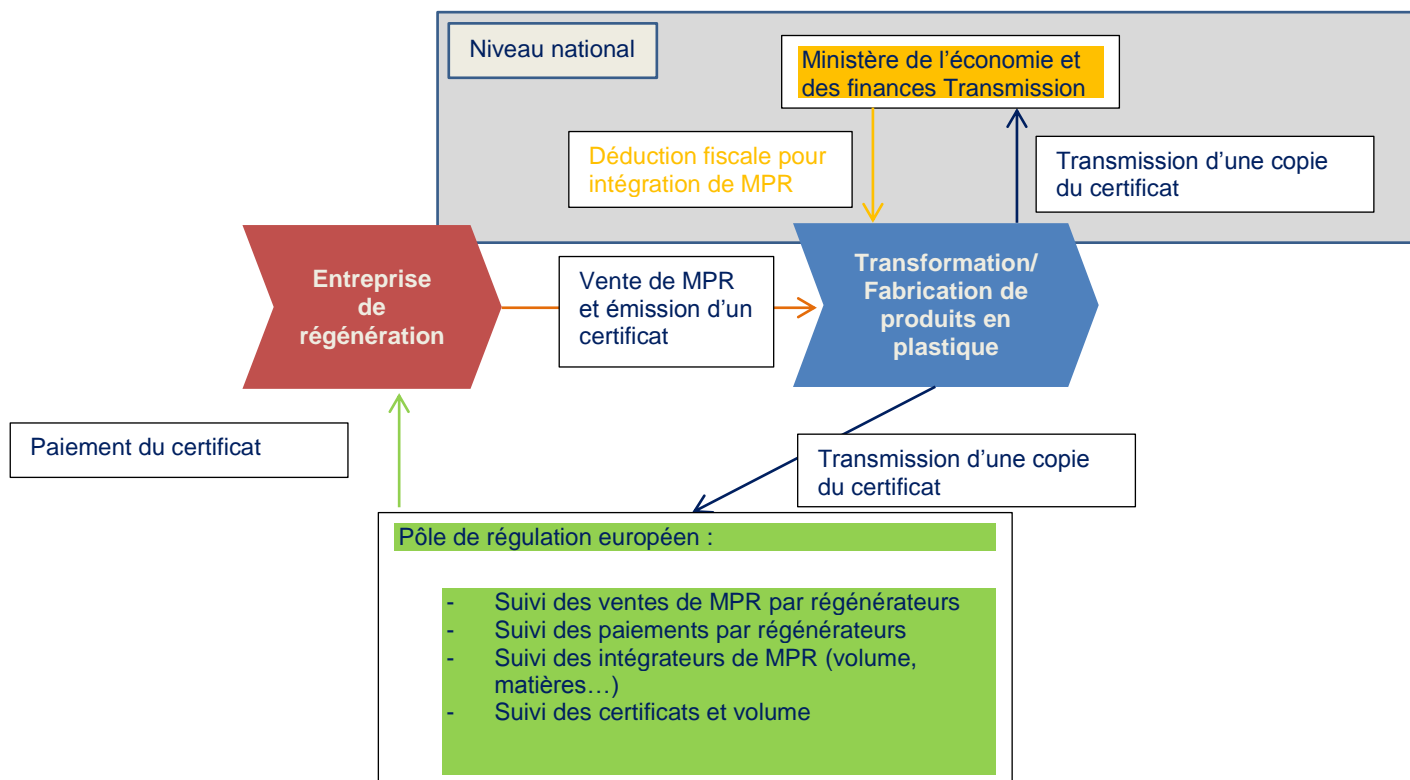 Niveau national
Ministère de l’économie et
des finances Transmission
Déduction fiscale pour
intégration de MPR
Transmission d’une copie
du certificat
Entreprise
de
régénération
Vente de MPR
et émission d’un
certificat
Transformation/
Fabrication de
produits en
plastique
Paiement du certificat
Transmission d’une copie
du certificat
Pôle de régulation européen :
- Suivi des ventes de MPR par régénérateurs
- Suivi des paiements par régénérateurs
- Suivi des intégrateurs de MPR (volume,
matières…)
- Suivi des certificats et volume